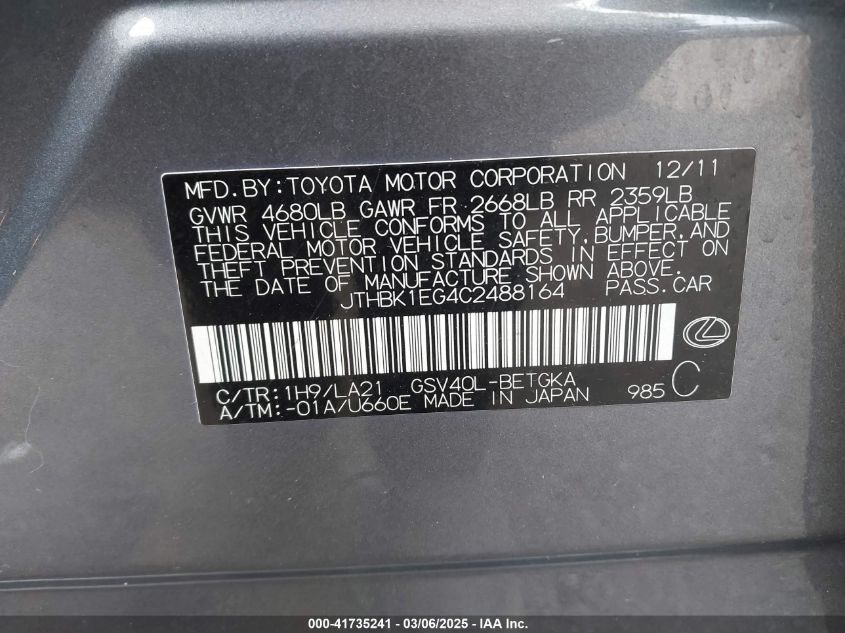 MFD. BY: TOYOTA MOTOR CORPORATION 12/11
GVWR 4680LB GAWR FR 2668LB RR 2359LB
THIS VEHICLE CONFORMS TO ALL APPLICABLE
FEDERAL MOTOR VEHICLE SAFETY, BUMPER, AND
THEFT PREVENTION STANDARDS IN EFFECT ON
THE DATE OF MANUFACTURE SHOWN ABOVE.
JTHBK1EG4C2488164 PASS. CAR
C/TR: 1H9/LA21 GSV40L-BETGKA
A/TM: -01A/U660E MADE IN JAPAN 985 C
000-41735241 - 03/06/2025 - IAA Inc.